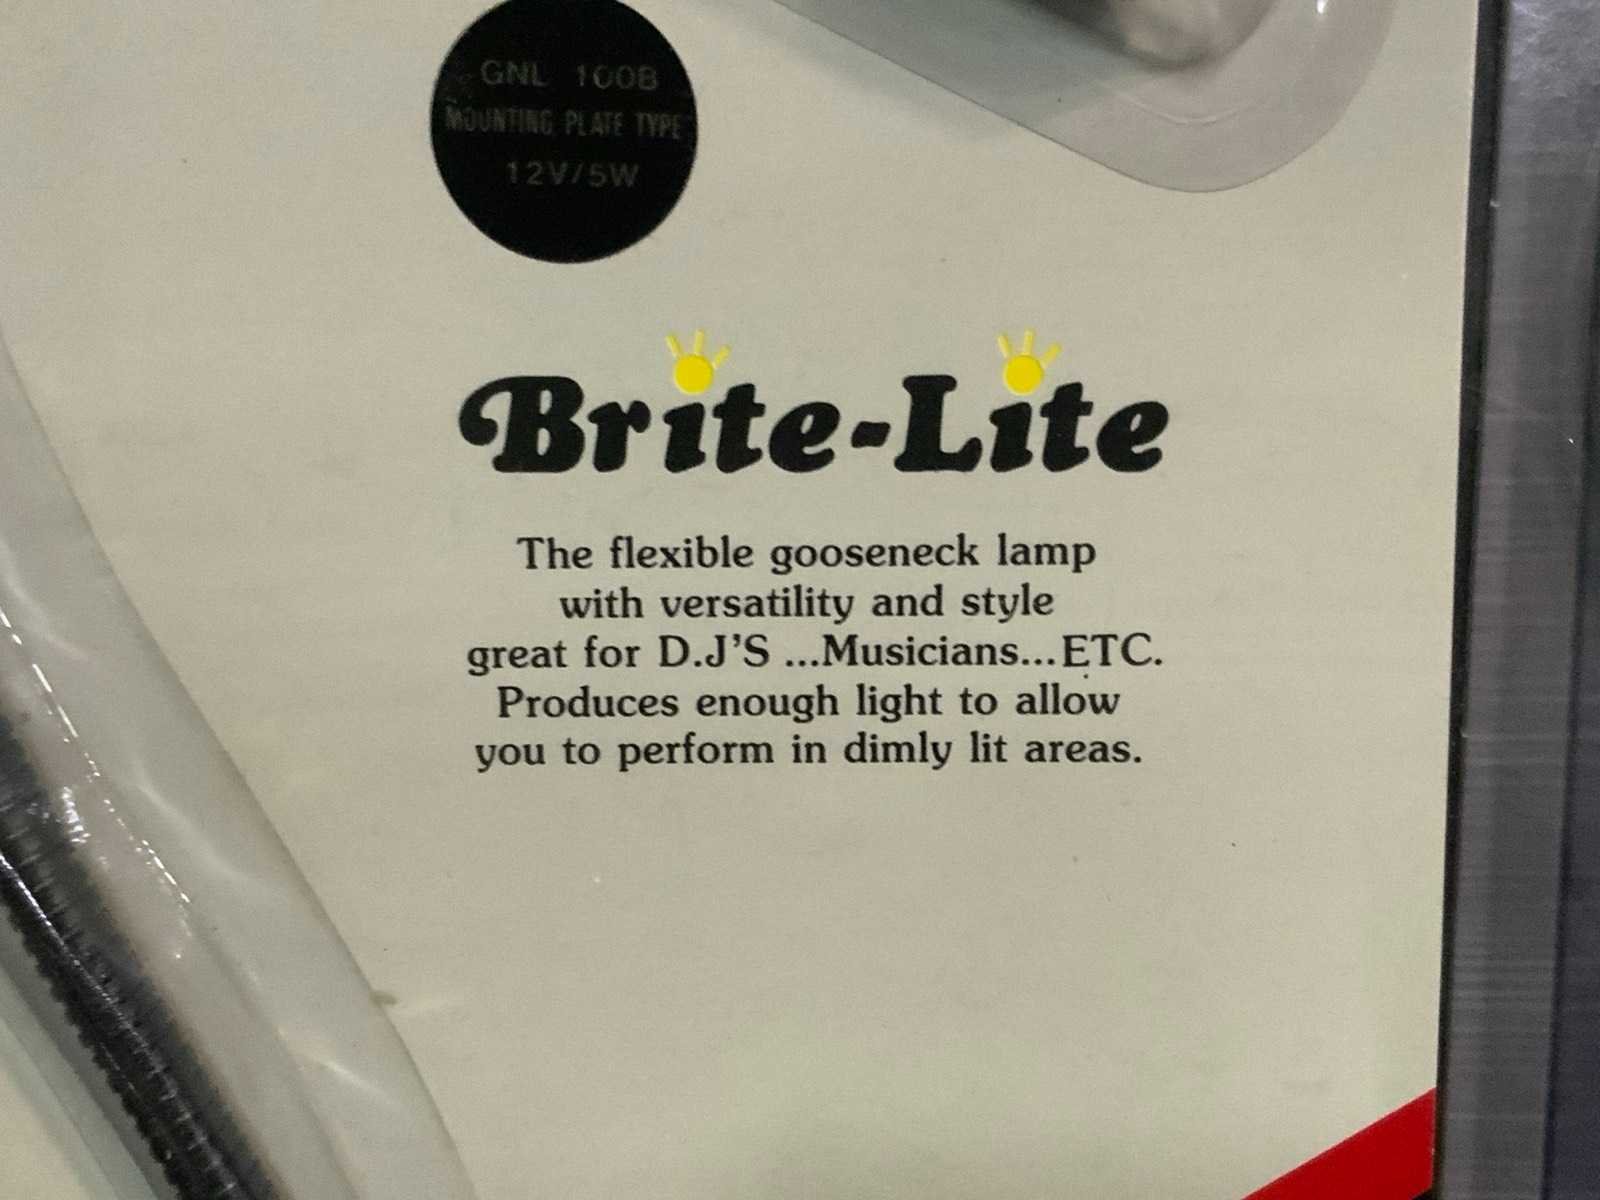 GNL 100B
MOUNTING PLATE TYPE
12V/5W
Brite-Lite
The flexible gooseneck lamp
with versatility and style
great for D.J'S ...Musicians...ETC.
Produces enough light to allow
you to perform in dimly lit areas.